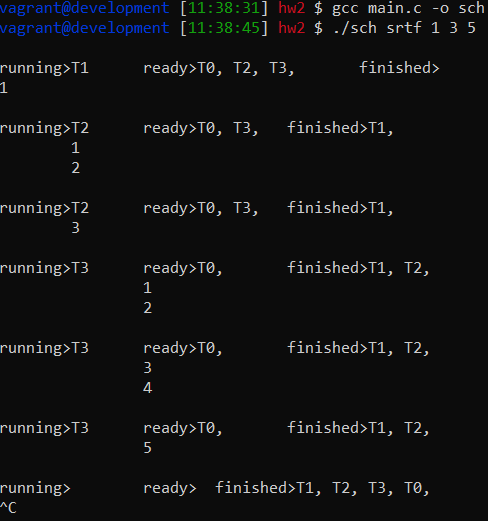 vagrant@development [11:38:31] hw2 $ gcc main.c -o sch
vagrant@development [11:38:45] hw2 $ ./sch srtf 1 3 5
running>T1 ready>T0, T2, T3, finished>
1
running>T2 ready>T0, T3, finished>T1,
1
2
running>T2 ready>T0, T3, finished>T1,
3
running>T3 ready>T0, finished>T1, T2,
1
2
running>T3 ready>T0, finished>T1, T2,
3
4
running>T3 ready>T0, finished>T1, T2,
5
running> ready> finished>T1, T2, T3, T0,
^C